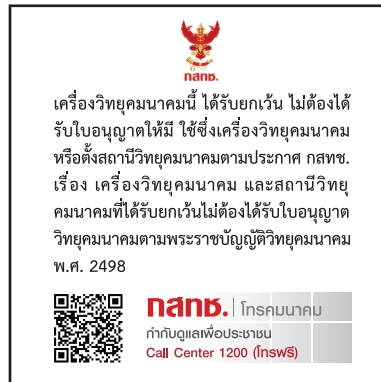 กสทช.
เครื่องวิทยุคมนาคมนี้ ได้รับยกเว้น ไม่ต้องได้
รับใบอนุญาตให้มี ใช้ซึ่งเครื่องวิทยุคมนาคม
หรือตั้งสถานีวิทยุคมนาคมตามประกาศ กสทช.
เรื่อง เครื่องวิทยุคมนาคม และสถานีวิทยุ
คมนาคมที่ได้รับยกเว้นไม่ต้องได้รับใบอนุญาต
วิทยุคมนาคมตามพระราชบัญญัติวิทยุคมนาคม
พ.ศ. 2498
กสทช. | โทรคมนาคม
กำกับดูแลเพื่อประชาชน
Call Center 1200 (โทรฟรี)